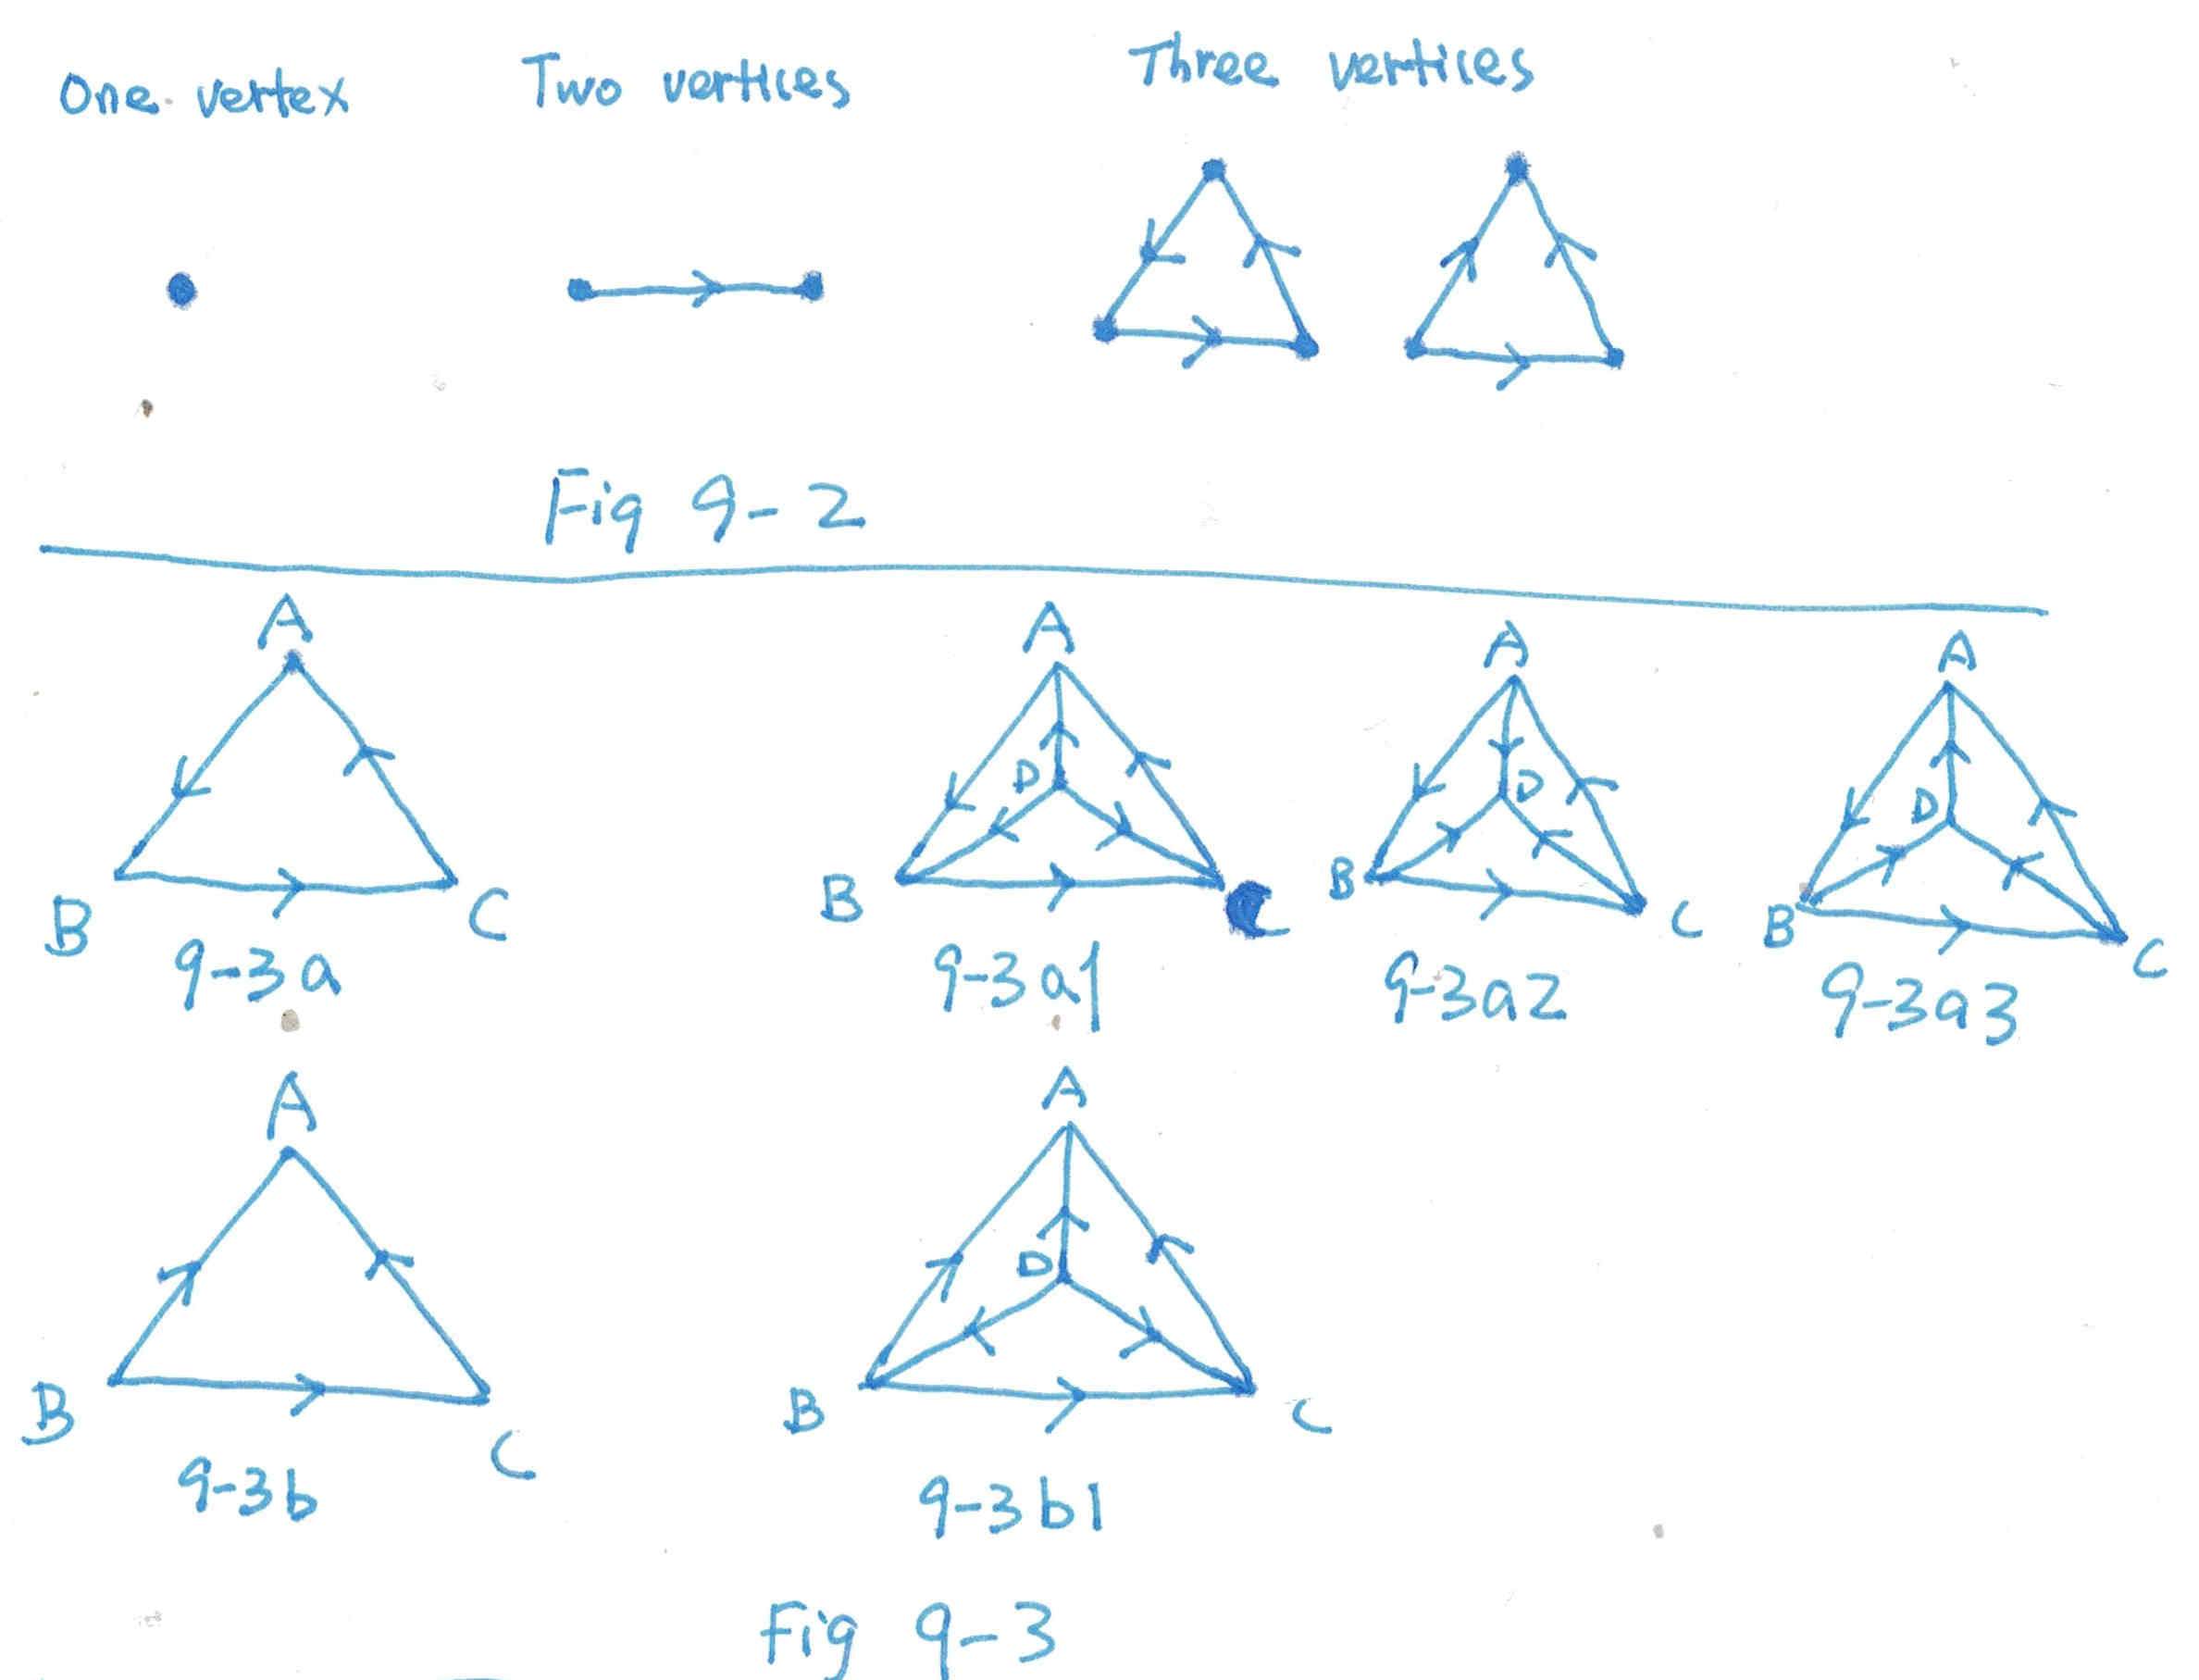 One vertex
Two vertices
Three vertices
Fig 9-2
A
B
C
9-3a
A
D
B
C
9-3a1
A
D
B
C
9-3a2
A
D
B
C
9-3a3
A
B
C
9-3b
A
D
B
C
9-3b1
Fig 9-3